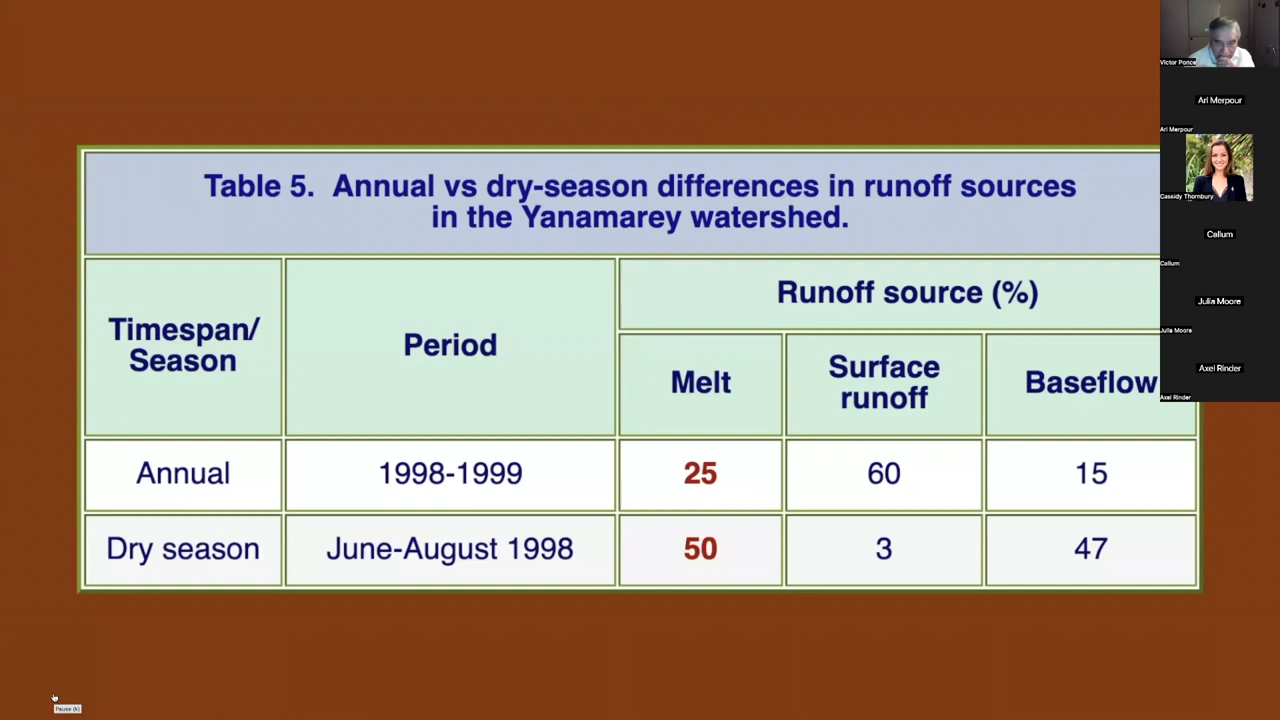 Table 5. Annual vs dry-season differences in runoff sources
in the Yanamarey watershed.
Timespan/
Season
Period
Runoff source (%)
Melt
Surface
runoff
Baseflow
Annual
1998-1999
25
60
15
Dry season
June-August 1998
50
3
47
Victor Ponce
Ari Merpour
Ari Merpour
Cassidy Thornbury
Callum
Callum
Julia Moore
Julia Moore
Axel Rinder
Axel Rinder
Pause (k)